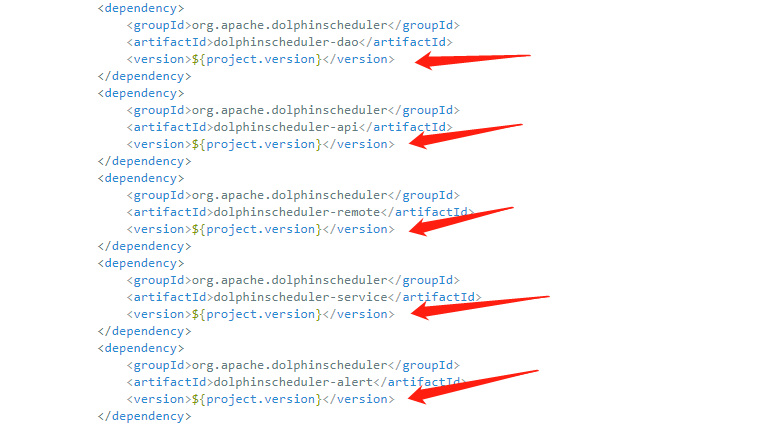 <dependency>
<groupId>org.apache.dolphinscheduler</groupId>
<artifactId>dolphinscheduler-dao</artifactId>
<version>${project.version}</version>
</dependency>
<dependency>
<groupId>org.apache.dolphinscheduler</groupId>
<artifactId>dolphinscheduler-api</artifactId>
<version>${project.version}</version>
</dependency>
<dependency>
<groupId>org.apache.dolphinscheduler</groupId>
<artifactId>dolphinscheduler-remote</artifactId>
<version>${project.version}</version>
</dependency>
<dependency>
<groupId>org.apache.dolphinscheduler</groupId>
<artifactId>dolphinscheduler-service</artifactId>
<version>${project.version}</version>
</dependency>
<dependency>
<groupId>org.apache.dolphinscheduler</groupId>
<artifactId>dolphinscheduler-alert</artifactId>
<version>${project.version}</version>
</dependency>